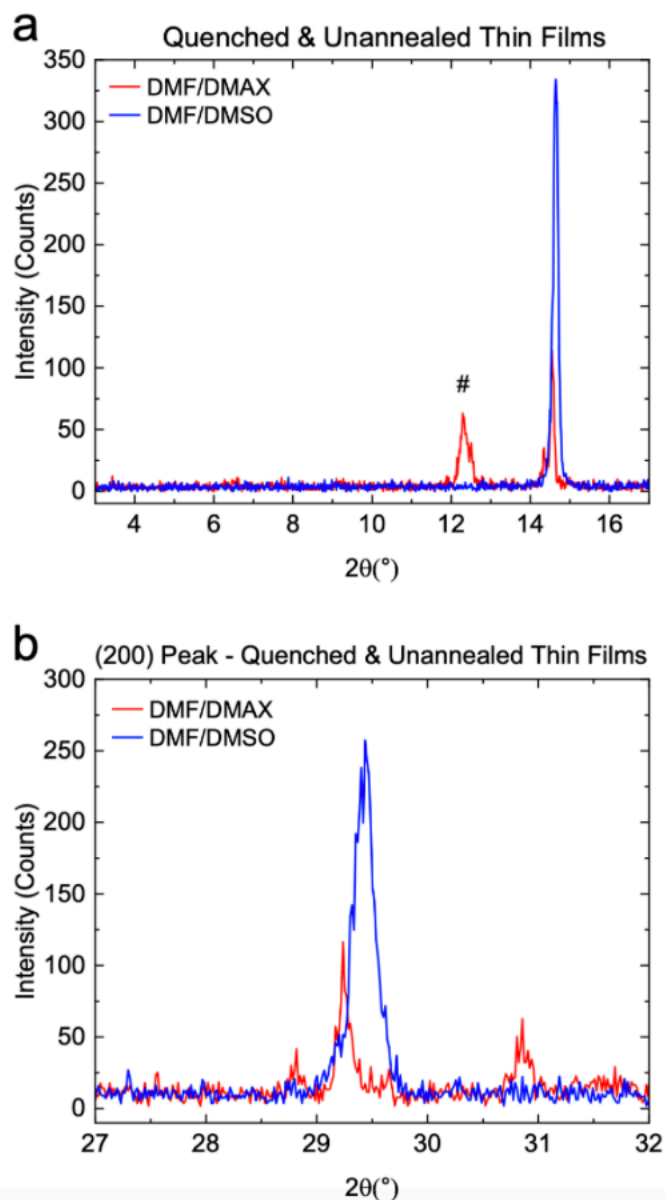 a
Quenched & Unannealed Thin Films
350
DMF/DMAX
DMF/DMSO
300
250
200
150
100
50
0
#
Intensity (Counts)
4 6 8 10 12 14 16
2θ(°)
b
(200) Peak - Quenched & Unannealed Thin Films
300
DMF/DMAX
DMF/DMSO
250
200
150
100
50
0
Intensity (Counts)
27 28 29 30 31 32
2θ(°)